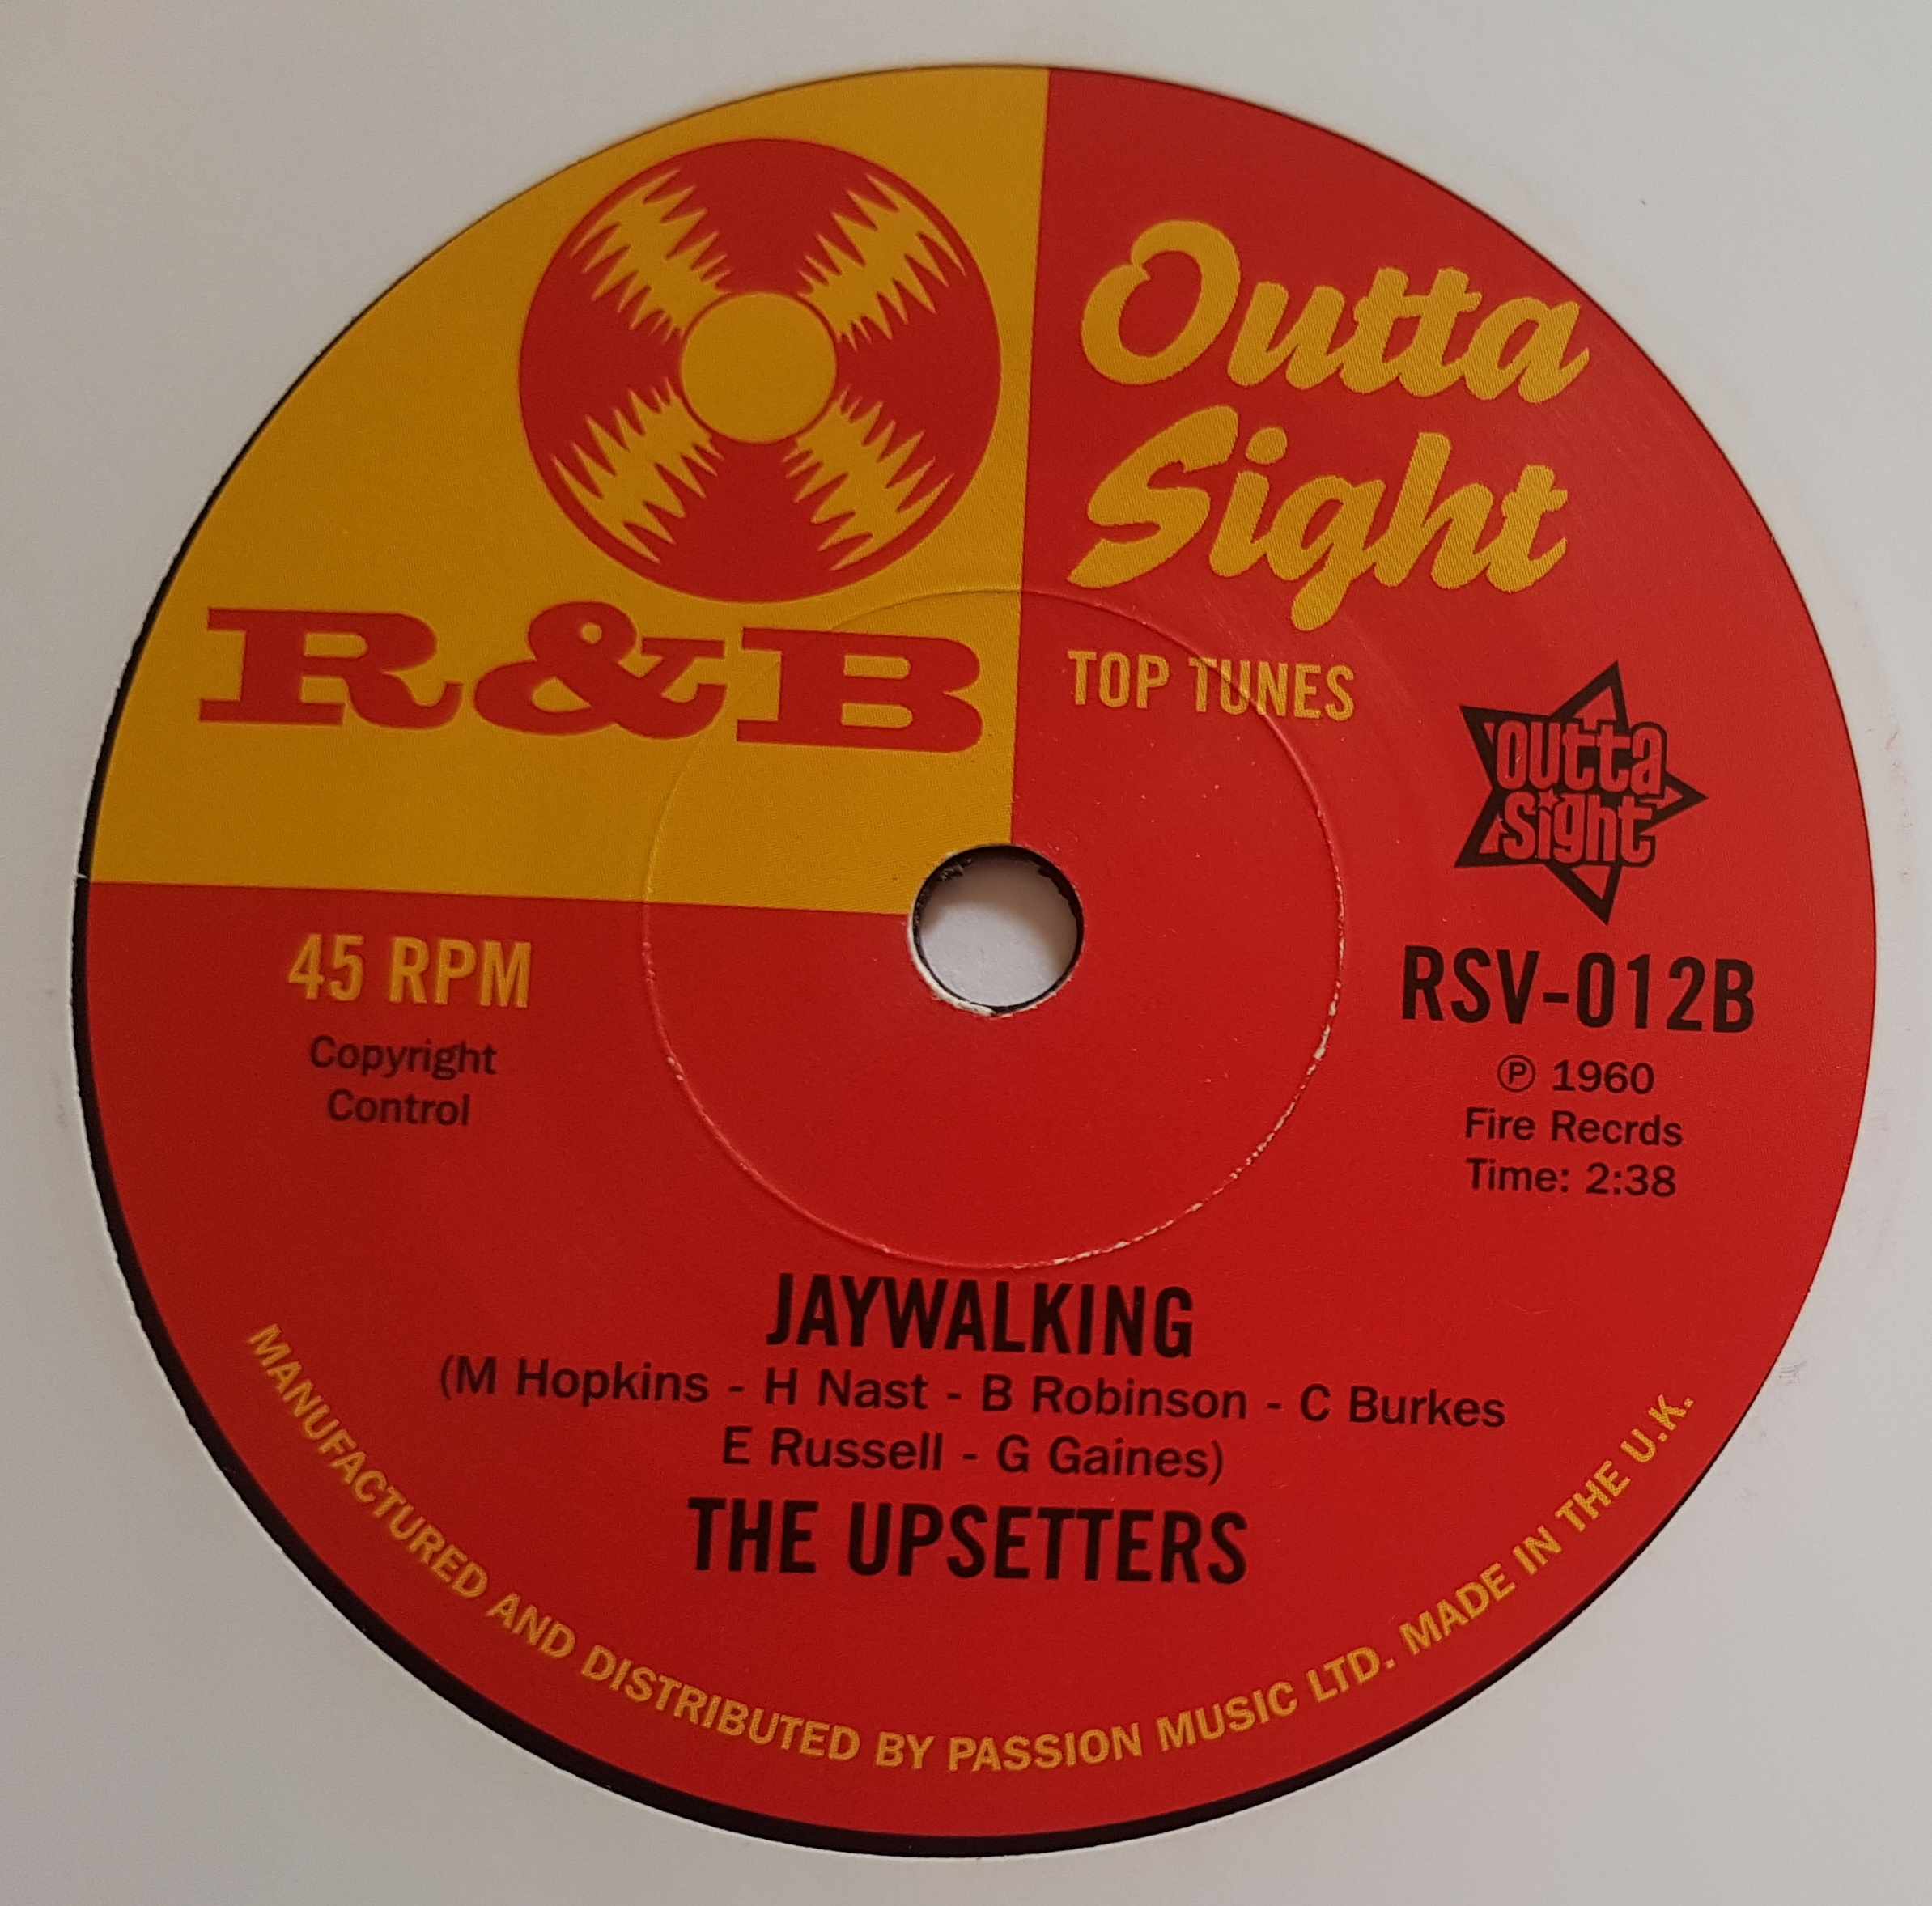 R&B
Outta
Sight
TOP TUNES
outta
sight
45 RPM
Copyright
Control
RSV-012B
℗ 1960
Fire Recrds
Time: 2:38
JAYWALKING
(M Hopkins - H Nast - B Robinson - C Burkes
E Russell - G Gaines)
THE UPSETTERS
MANUFACTURED AND DISTRIBUTED BY PASSION MUSIC LTD. MADE IN THE U.K.